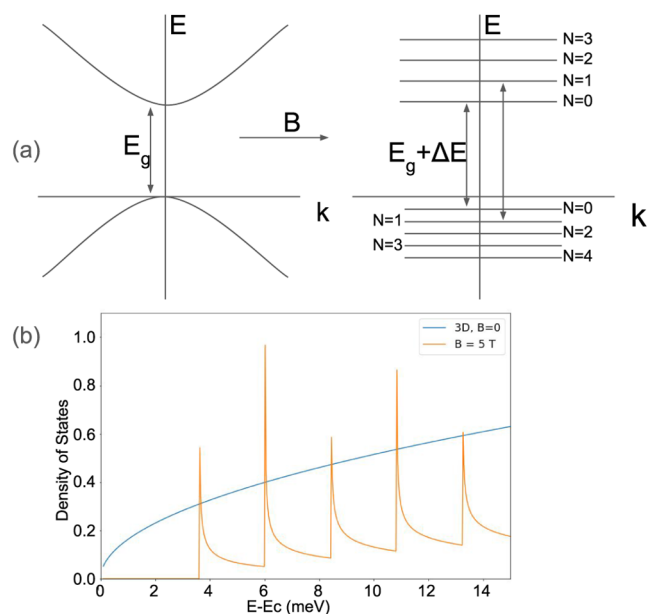 (a)
E
E_g
k
B
E
N=3
N=2
N=1
N=0
E_g+ΔE
N=0
N=1
N=2
N=3
N=4
k
(b)
3D, B=0
B = 5 T
Density of States
1.0
0.8
0.6
0.4
0.2
0.0
0 2 4 6 8 10 12 14
E-Ec (meV)